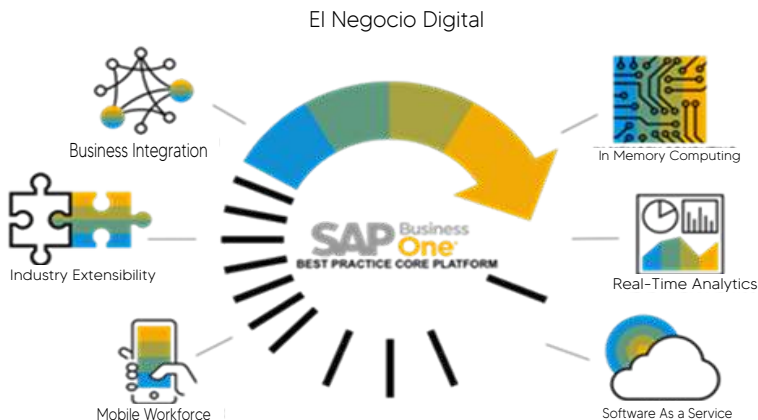 El Negocio Digital
Business Integration
In Memory Computing
Industry Extensibility
SAP Business One
BEST PRACTICE CORE PLATFORM
Real-Time Analytics
Mobile Workforce
Software As a Service